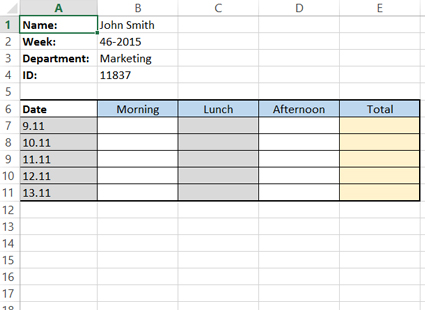 A B C D E
1 Name: John Smith
2 Week: 46-2015
3 Department: Marketing
4 ID: 11837
5
6 Date Morning Lunch Afternoon Total
7 9.11
8 10.11
9 11.11
10 12.11
11 13.11
12
13
14
15
16
17
18